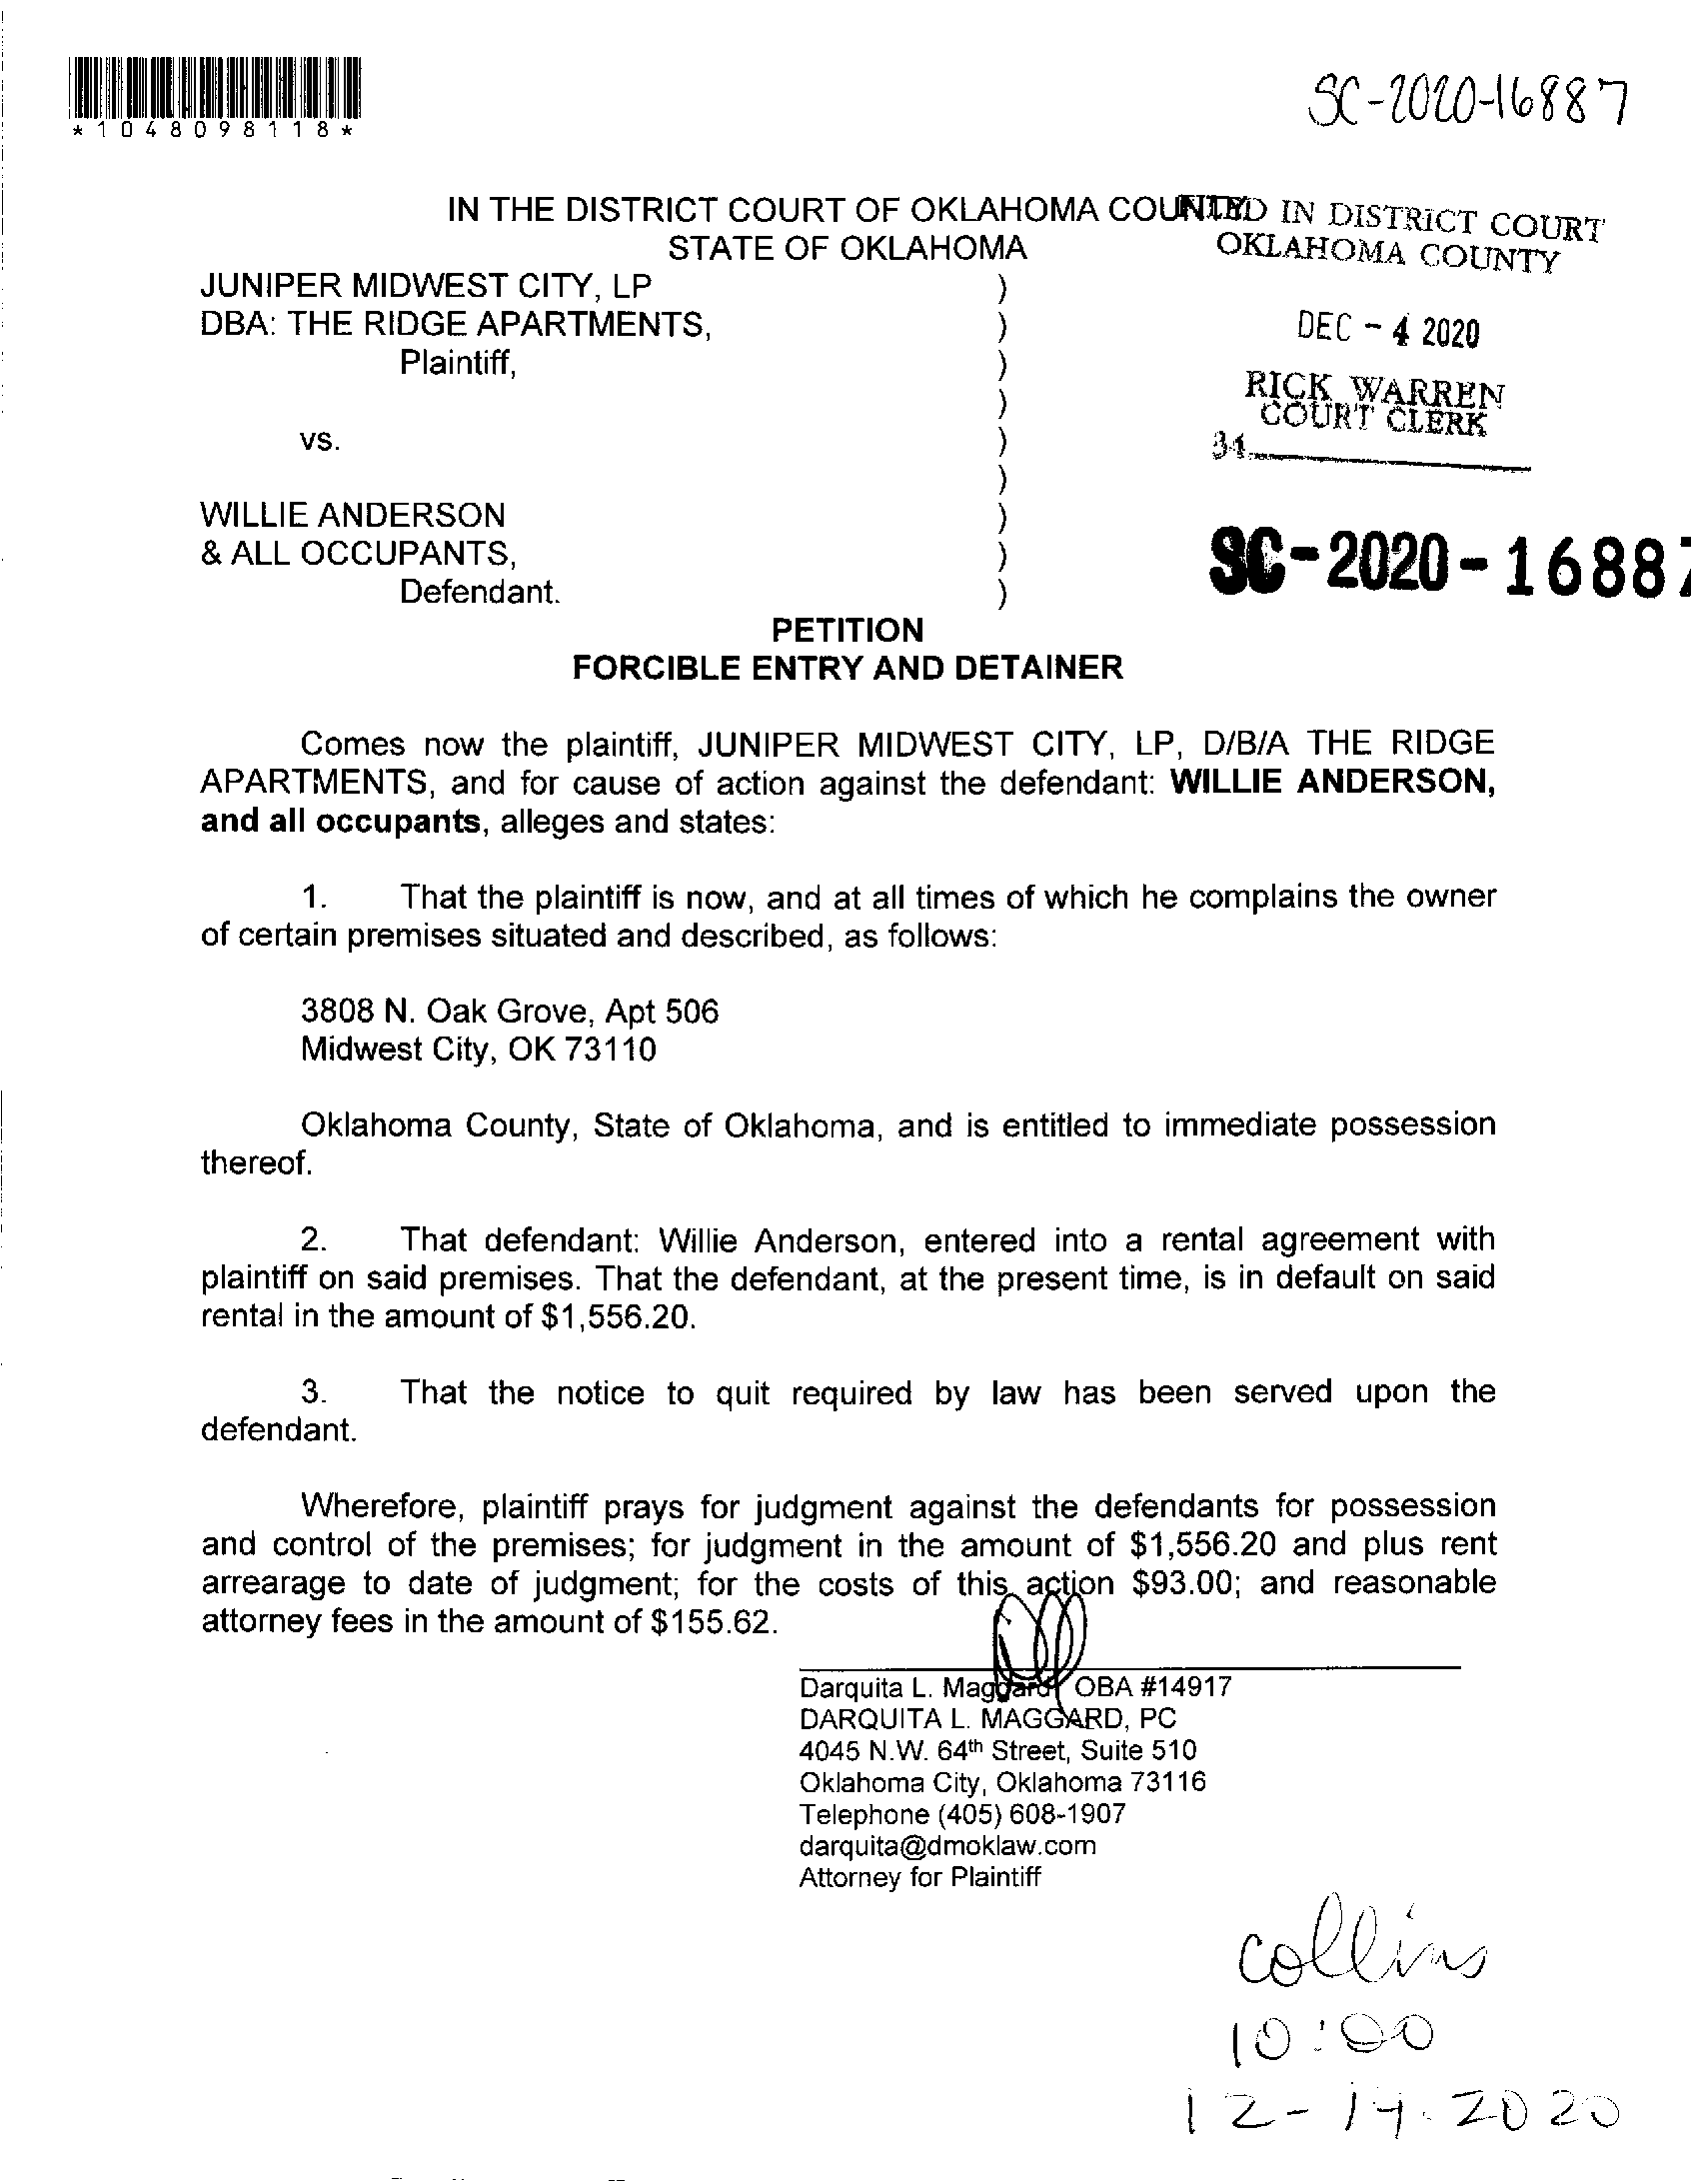 *1048098118*
SC-2020-16887
IN THE DISTRICT COURT OF OKLAHOMA COUNTY
STATE OF OKLAHOMA
FILED IN DISTRICT COURT
OKLAHOMA COUNTY
DEC - 4 2020
RICK WARREN
COURT CLERK
34
SC-2020-16887
JUNIPER MIDWEST CITY, LP )
DBA: THE RIDGE APARTMENTS, )
Plaintiff, )
)
vs. )
)
WILLIE ANDERSON )
& ALL OCCUPANTS, )
Defendant. )
PETITION
FORCIBLE ENTRY AND DETAINER
Comes now the plaintiff, JUNIPER MIDWEST CITY, LP, D/B/A THE RIDGE
APARTMENTS, and for cause of action against the defendant: WILLIE ANDERSON,
and all occupants, alleges and states:
1. That the plaintiff is now, and at all times of which he complains the owner
of certain premises situated and described, as follows:
3808 N. Oak Grove, Apt 506
Midwest City, OK 73110
Oklahoma County, State of Oklahoma, and is entitled to immediate possession
thereof.
2. That defendant: Willie Anderson, entered into a rental agreement with
plaintiff on said premises. That the defendant, at the present time, is in default on said
rental in the amount of $1,556.20.
3. That the notice to quit required by law has been served upon the
defendant.
Wherefore, plaintiff prays for judgment against the defendants for possession
and control of the premises; for judgment in the amount of $1,556.20 and plus rent
arrearage to date of judgment; for the costs of this action $93.00; and reasonable
attorney fees in the amount of $155.62.
Darquita L. Maggard OBA #14917
DARQUITA L. MAGGARD, PC
4045 N.W. 64th Street, Suite 510
Oklahoma City, Oklahoma 73116
Telephone (405) 608-1907
darquita@dmoklaw.com
Attorney for Plaintiff
collins
10:00
12-14-2020